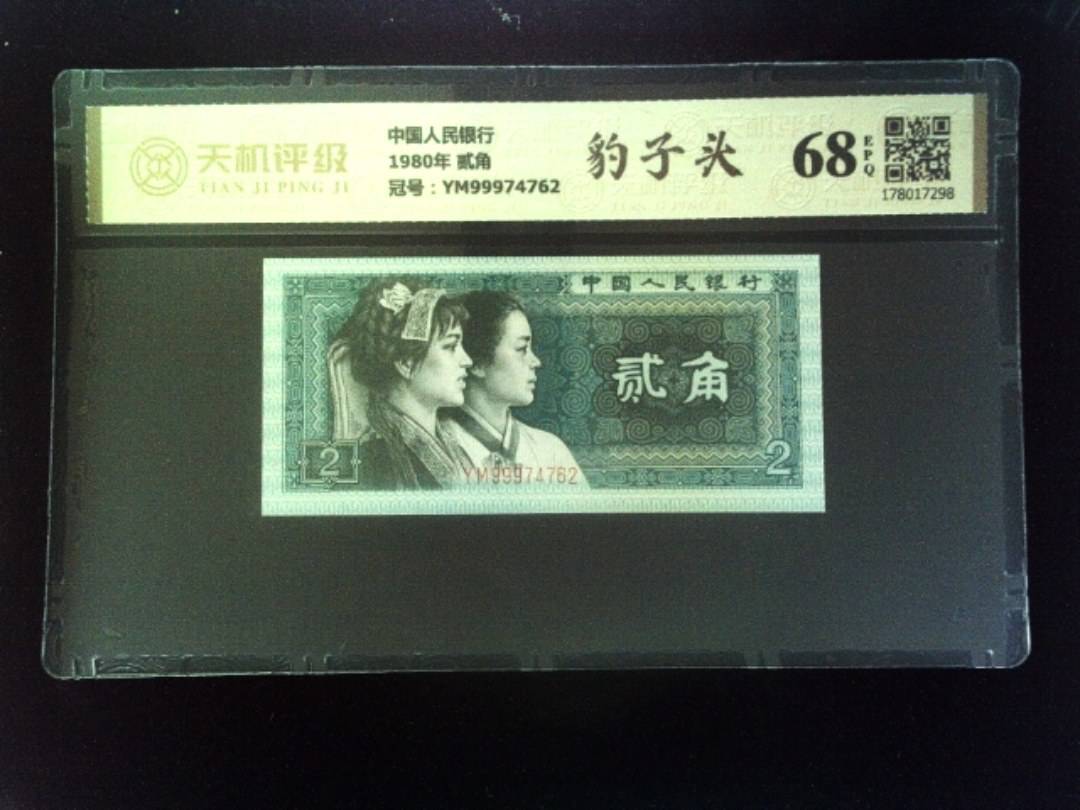 天机评级
TIAN JI PING JI
中国人民银行
1980年 贰角
冠号：YM99974762
豹子头
68
EPQ
178017298
中国人民银行
贰角
2
YM99974762
2